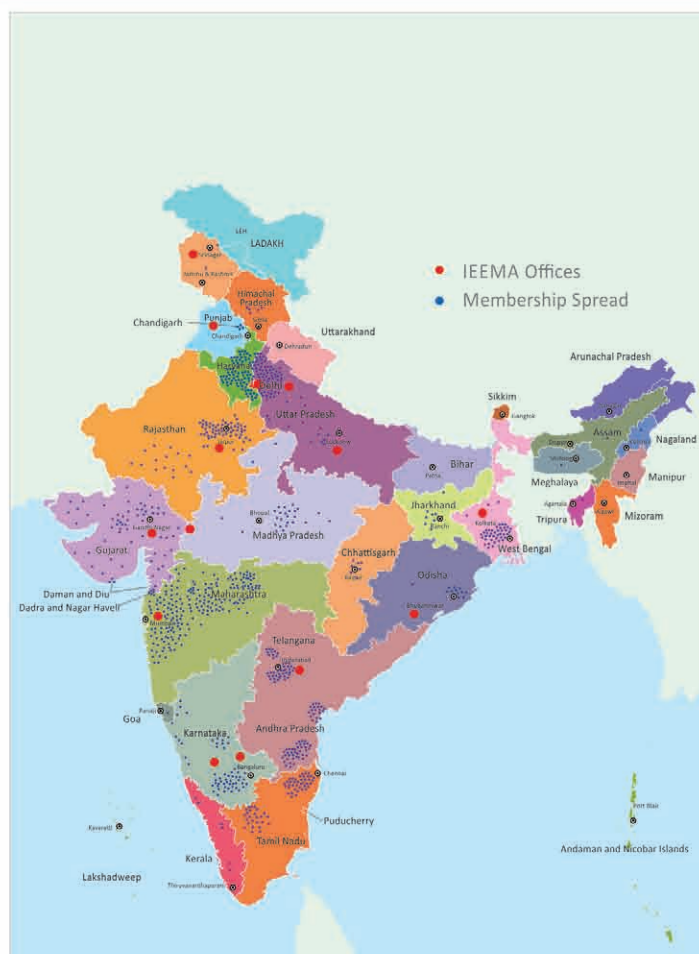 LEH
LADAKH
Srinagar
Jammu & Kashmir
IEEMA Offices
Membership Spread
Himachal
Pradesh
Simla
Punjab
Chandigarh
Chandigarh
Uttarakhand
Dehradun
Haryana
Delhi
Arunachal Pradesh
Rajasthan
Jaipur
Uttar Pradesh
Lucknow
Sikkim
Gangtok
Assam
Dispur
Nagaland
Shillong
Meghalaya
Imphal
Manipur
Bihar
Patna
Agartala
Tripura
Aizawl
Mizoram
Gandhi Nagar
Gujarat
Bhopal
Madhya Pradesh
Jharkhand
Ranchi
Kolkata
West Bengal
Chhattisgarh
Raipur
Odisha
Bhubaneswar
Daman and Diu
Dadra and Nagar Haveli
Maharastra
Mumbai
Telangana
Hyderabad
Panaji
Goa
Karnataka
Andhra Pradesh
Bangaluru
Chennai
Puducherry
Port Blair
Andaman and Nicobar Islands
Kavaratti
Lakshadweep
Kerala
Tamil Nadu
Thiruvananthapuram